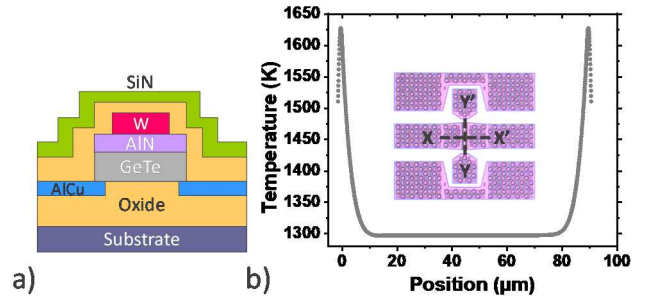 SiN
W
AlN
GeTe
AlCu
Oxide
Substrate
a)
b)
Temperature (K)
1650
1600
1550
1500
1450
1400
1350
1300
Y'
X X'
Y
0 20 40 60 80 100
Position (µm)